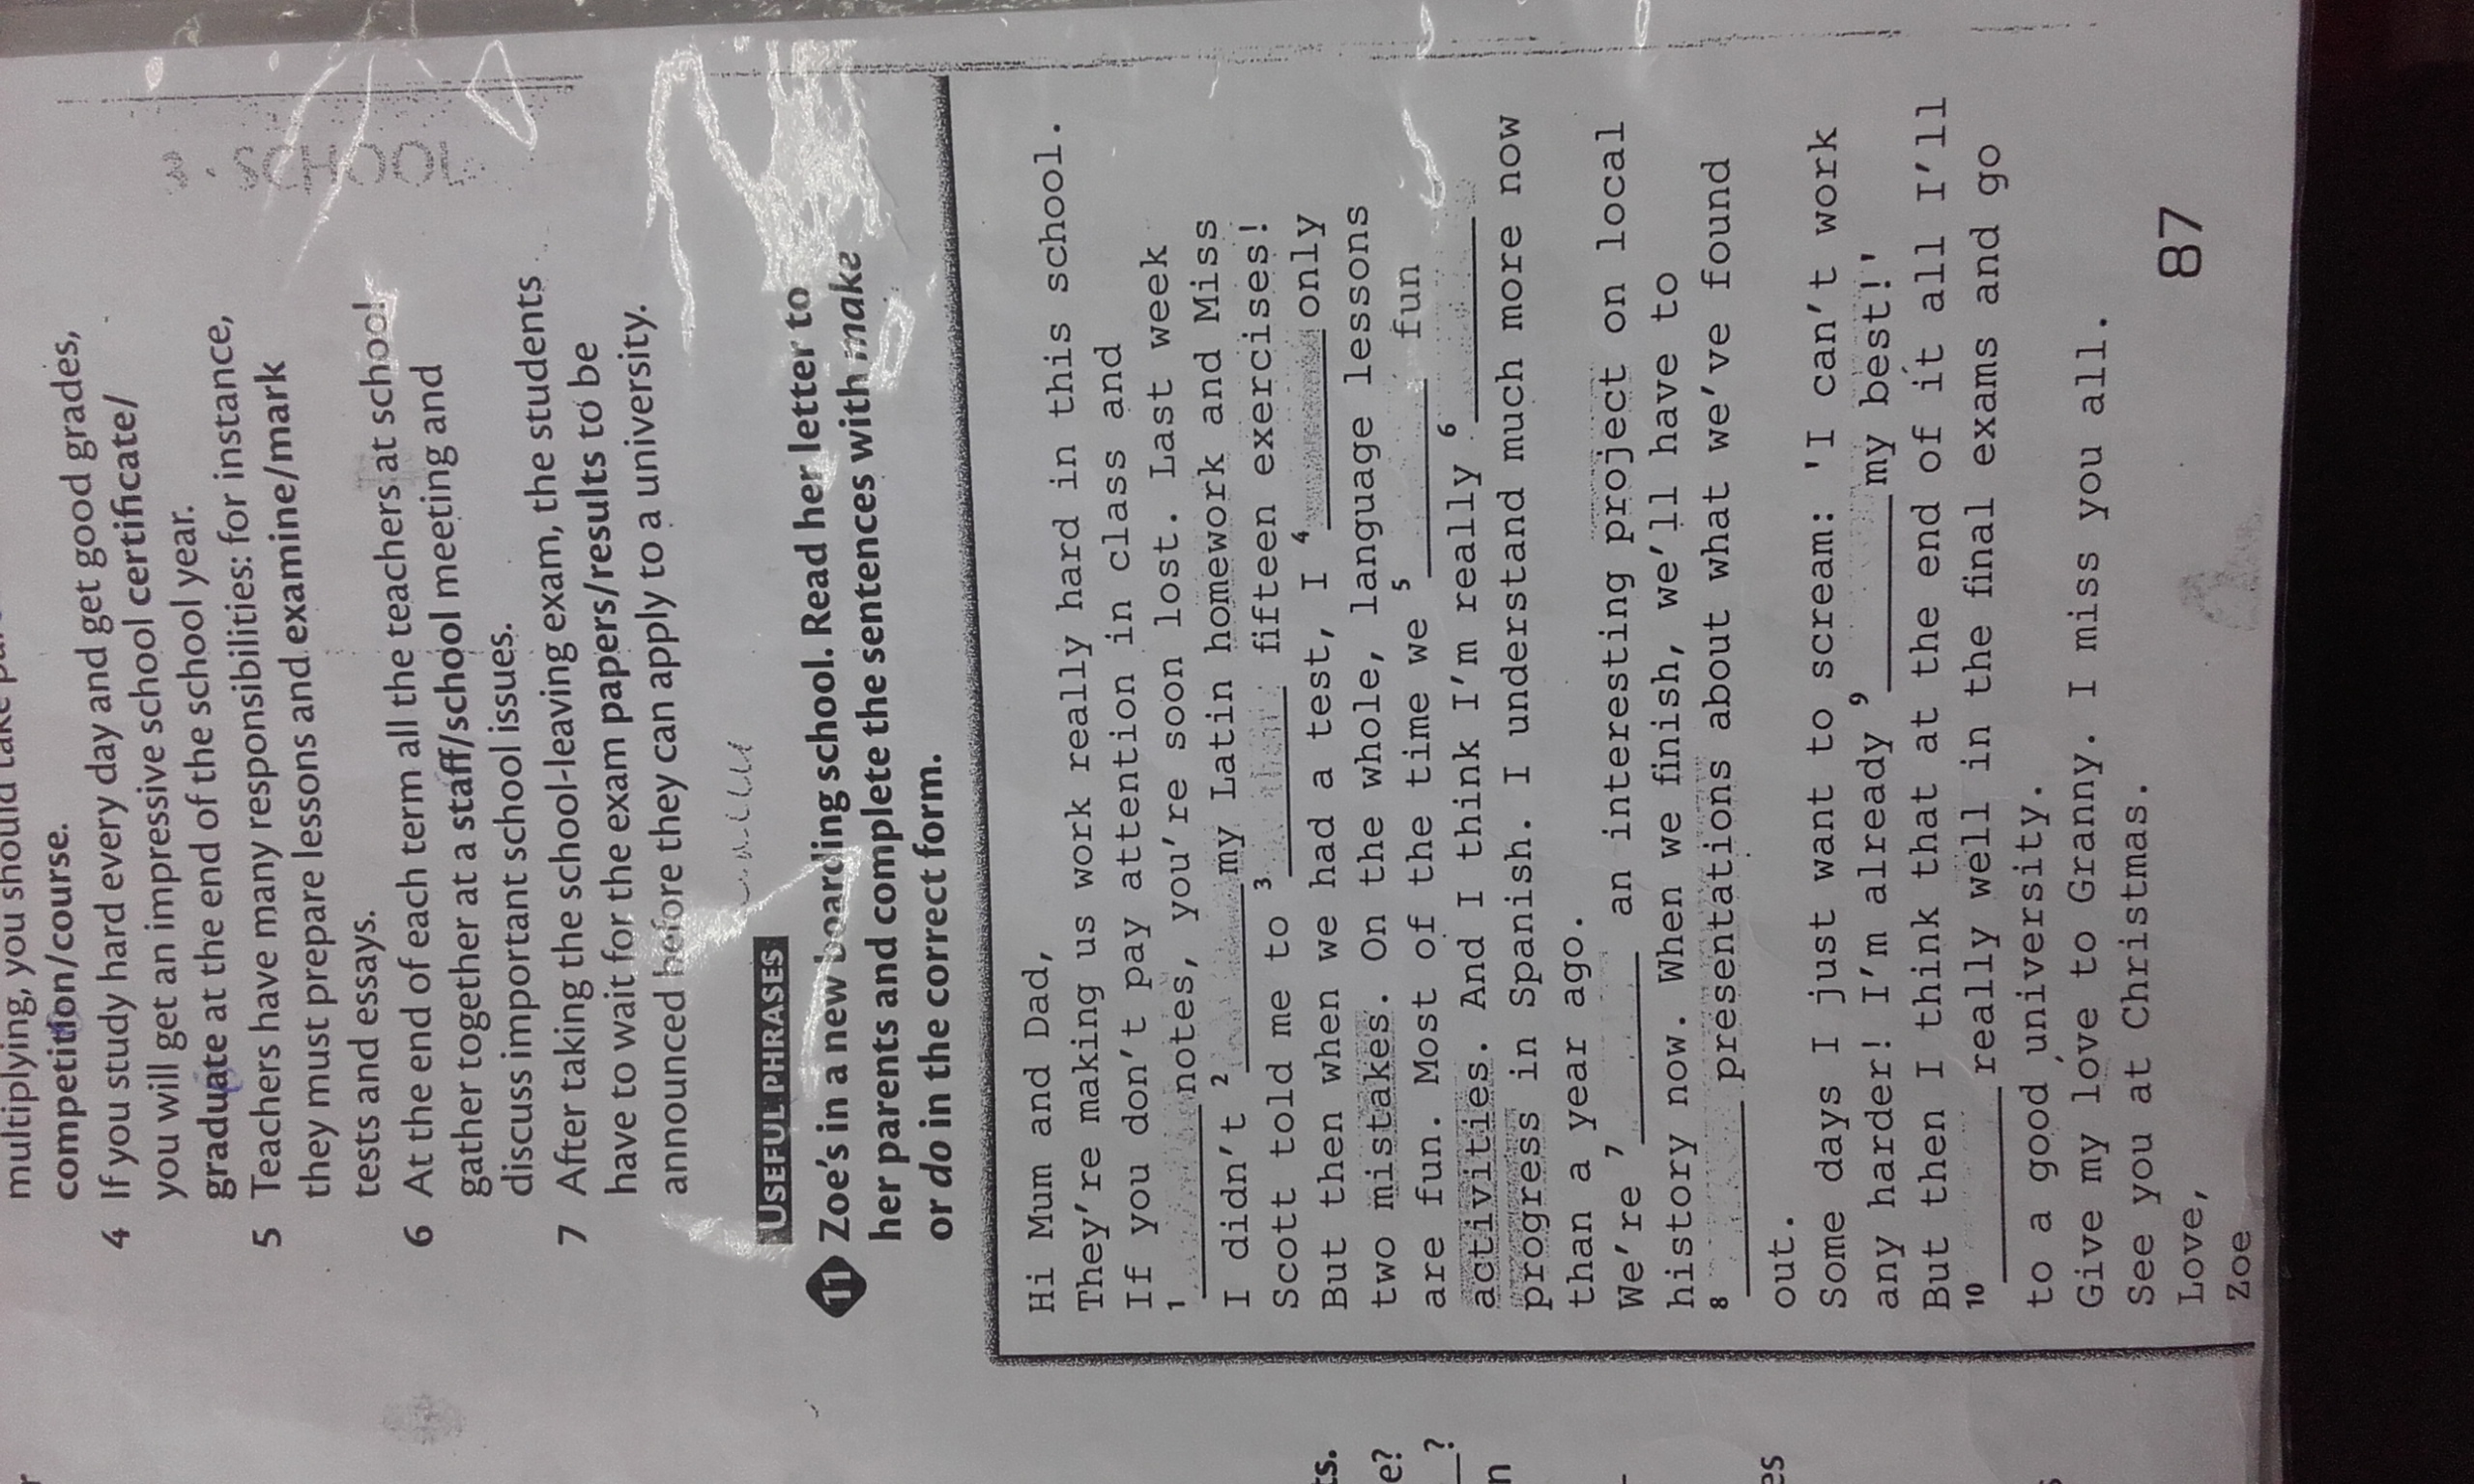 multiplying, you should take
competition/course.
4 If you study hard every day and get good grades,
you will get an impressive school certificate/
graduate at the end of the school year.
5 Teachers have many responsibilities: for instance,
they must prepare lessons and examine/mark
tests and essays.
6 At the end of each term all the teachers at school
gather together at a staff/school meeting and
discuss important school issues.
7 After taking the school-leaving exam, the students
have to wait for the exam papers/results to be
announced before they can apply to a university.
SCHOOL
USEFUL PHRASES
11 Zoe's in a new boarding school. Read her letter to
her parents and complete the sentences with make
or do in the correct form.
Hi Mum and Dad,
They're making us work really hard in this school.
If you don't pay attention in class and
1 ______ notes, you're soon lost. Last week
I didn't 2 ______ my Latin homework and Miss
Scott told me to 3 ______ fifteen exercises!
But then when we had a test, I 4 ______ only
two mistakes. On the whole, language lessons
are fun. Most of the time we 5 ______ fun
activities. And I think I'm really 6 ______
progress in Spanish. I understand much more now
than a year ago.
We're 7 ______ an interesting project on local
history now. When we finish, we'll have to
8 ______ presentations about what we've found
out.
Some days I just want to scream: 'I can't work
any harder! I'm already 9 ______ my best!'
But then I think that at the end of it all I'll
10 ______ really well in the final exams and go
to a good university.
Give my love to Granny. I miss you all.
See you at Christmas.
Love,
Zoe
87
ts.
e?
?
n
es